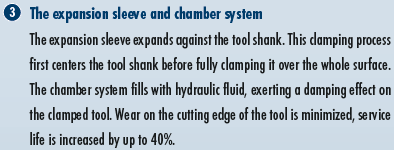 3 The expansion sleeve and chamber system
The expansion sleeve expands against the tool shank. This clamping process
first centers the tool shank before fully clamping it over the whole surface.
The chamber system fills with hydraulic fluid, exerting a damping effect on
the clamped tool. Wear on the cutting edge of the tool is minimized, service
life is increased by up to 40%.